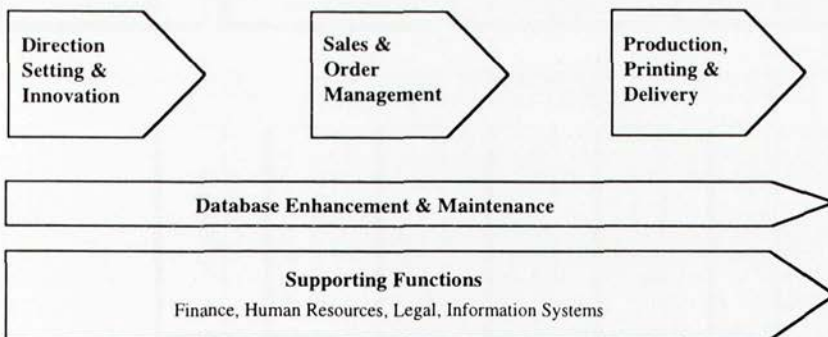 Direction
Setting &
Innovation
Sales &
Order
Management
Production,
Printing &
Delivery
Database Enhancement & Maintenance
Supporting Functions
Finance, Human Resources, Legal, Information Systems